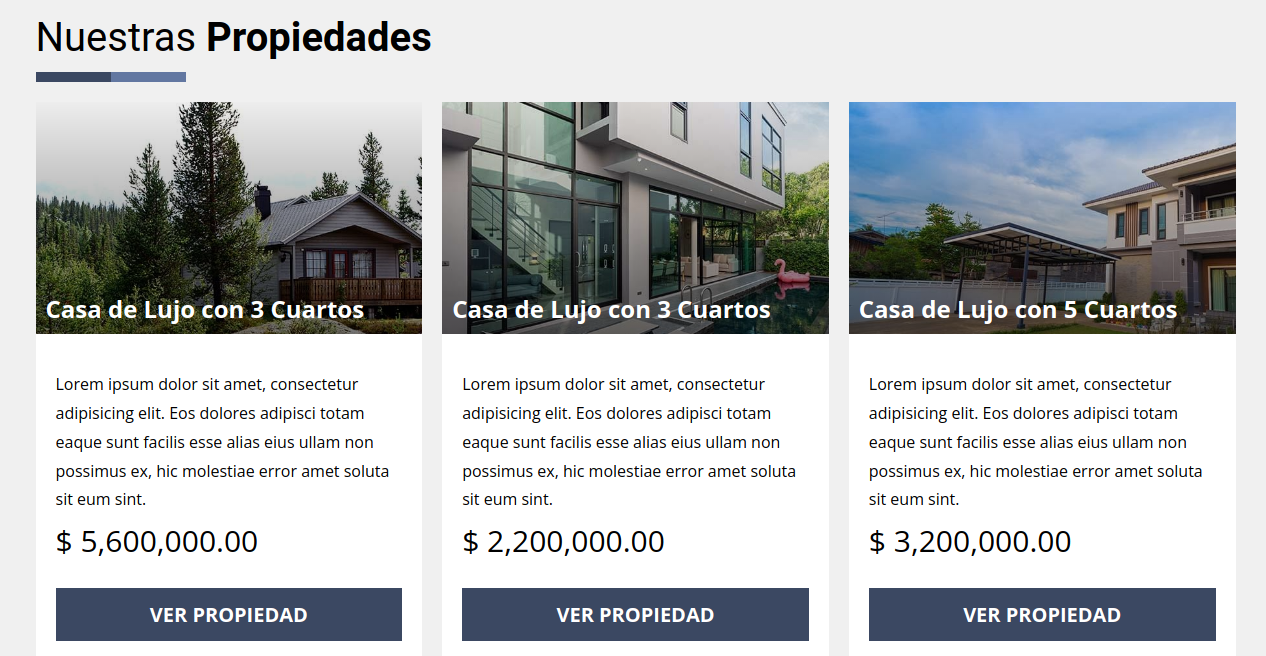 Nuestras Propiedades
Casa de Lujo con 3 Cuartos
Lorem ipsum dolor sit amet, consectetur
adipisicing elit. Eos dolores adipisci totam
eaque sunt facilis esse alias eius ullam non
possimus ex, hic molestiae error amet soluta
sit eum sint.
$ 5,600,000.00
VER PROPIEDAD
Casa de Lujo con 3 Cuartos
Lorem ipsum dolor sit amet, consectetur
adipisicing elit. Eos dolores adipisci totam
eaque sunt facilis esse alias eius ullam non
possimus ex, hic molestiae error amet soluta
sit eum sint.
$ 2,200,000.00
VER PROPIEDAD
Casa de Lujo con 5 Cuartos
Lorem ipsum dolor sit amet, consectetur
adipisicing elit. Eos dolores adipisci totam
eaque sunt facilis esse alias eius ullam non
possimus ex, hic molestiae error amet soluta
sit eum sint.
$ 3,200,000.00
VER PROPIEDAD